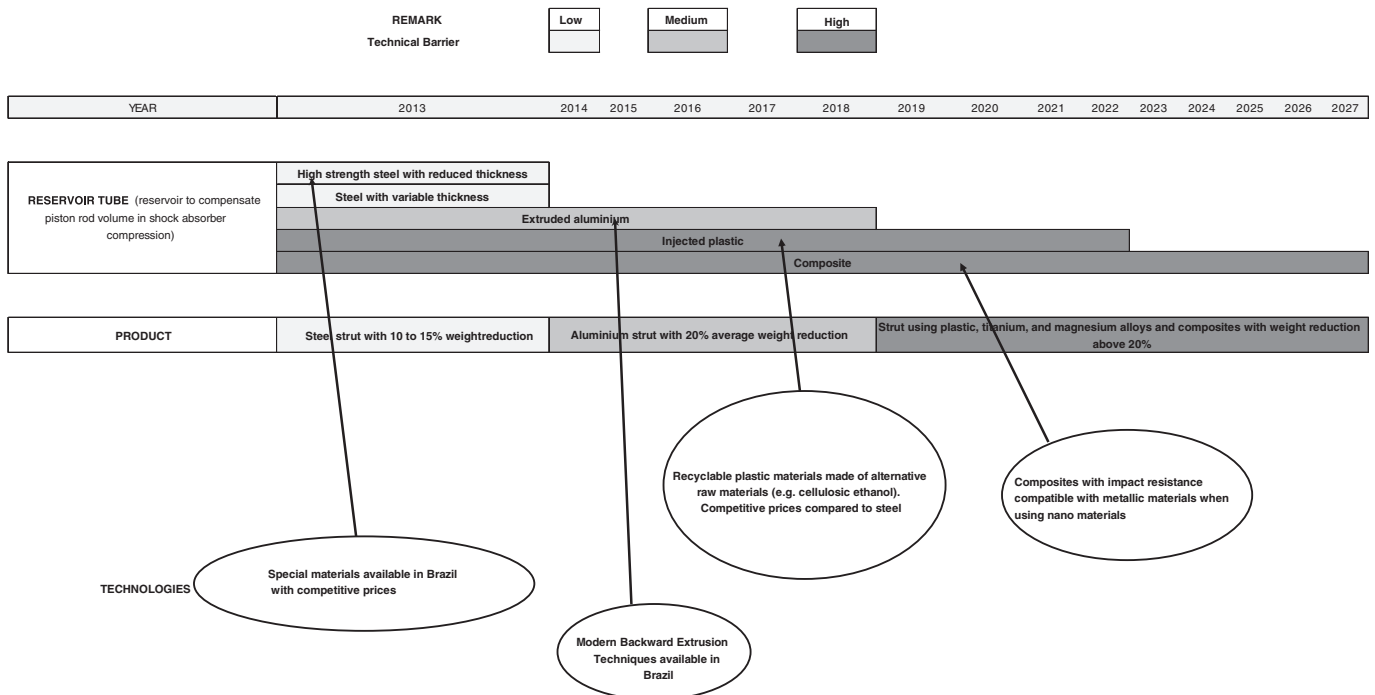 REMARK Low Medium High
Technical Barrier
YEAR 2013 2014 2015 2016 2017 2018 2019 2020 2021 2022 2023 2024 2025 2026 2027
RESERVOIR TUBE (reservoir to compensate
piston rod volume in shock absorber
compression)
High strength steel with reduced thickness
Steel with variable thickness
Extruded aluminium
Injected plastic
Composite
PRODUCT
Steel strut with 10 to 15% weightreduction
Aluminium strut with 20% average weight reduction
Strut using plastic, titanium, and magnesium alloys and composites with weight reduction
above 20%
Recyclable plastic materials made of alternative
raw materials (e.g. cellulosic ethanol).
Competitive prices compared to steel
Composites with impact resistance
compatible with metallic materials when
using nano materials
TECHNOLOGIES
Special materials available in Brazil
with competitive prices
Modern Backward Extrusion
Techniques available in
Brazil